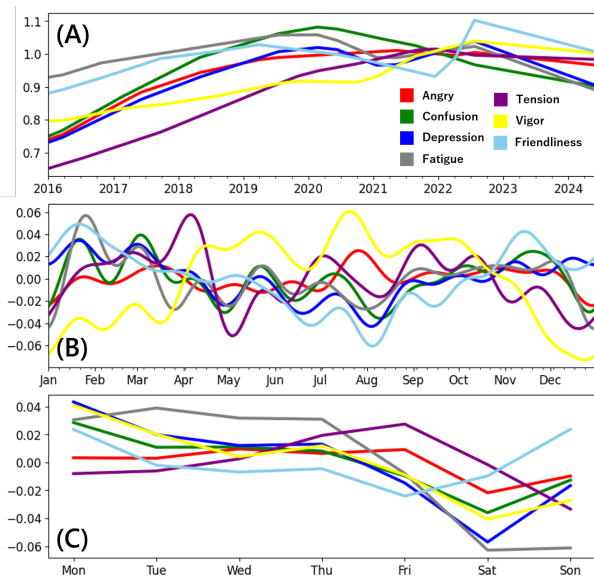 (A)
1.1
1.0
0.9
0.8
0.7
Angry
Confusion
Depression
Fatigue
Tension
Vigor
Friendliness
2016 2017 2018 2019 2020 2021 2022 2023 2024
0.06
0.04
0.02
0.00
−0.02
−0.04
−0.06
(B)
Jan Feb Mar Apr May Jun Jul Aug Sep Oct Nov Dec
0.04
0.02
0.00
−0.02
−0.04
−0.06
(C)
Mon Tue Wed Thu Fri Sat Son